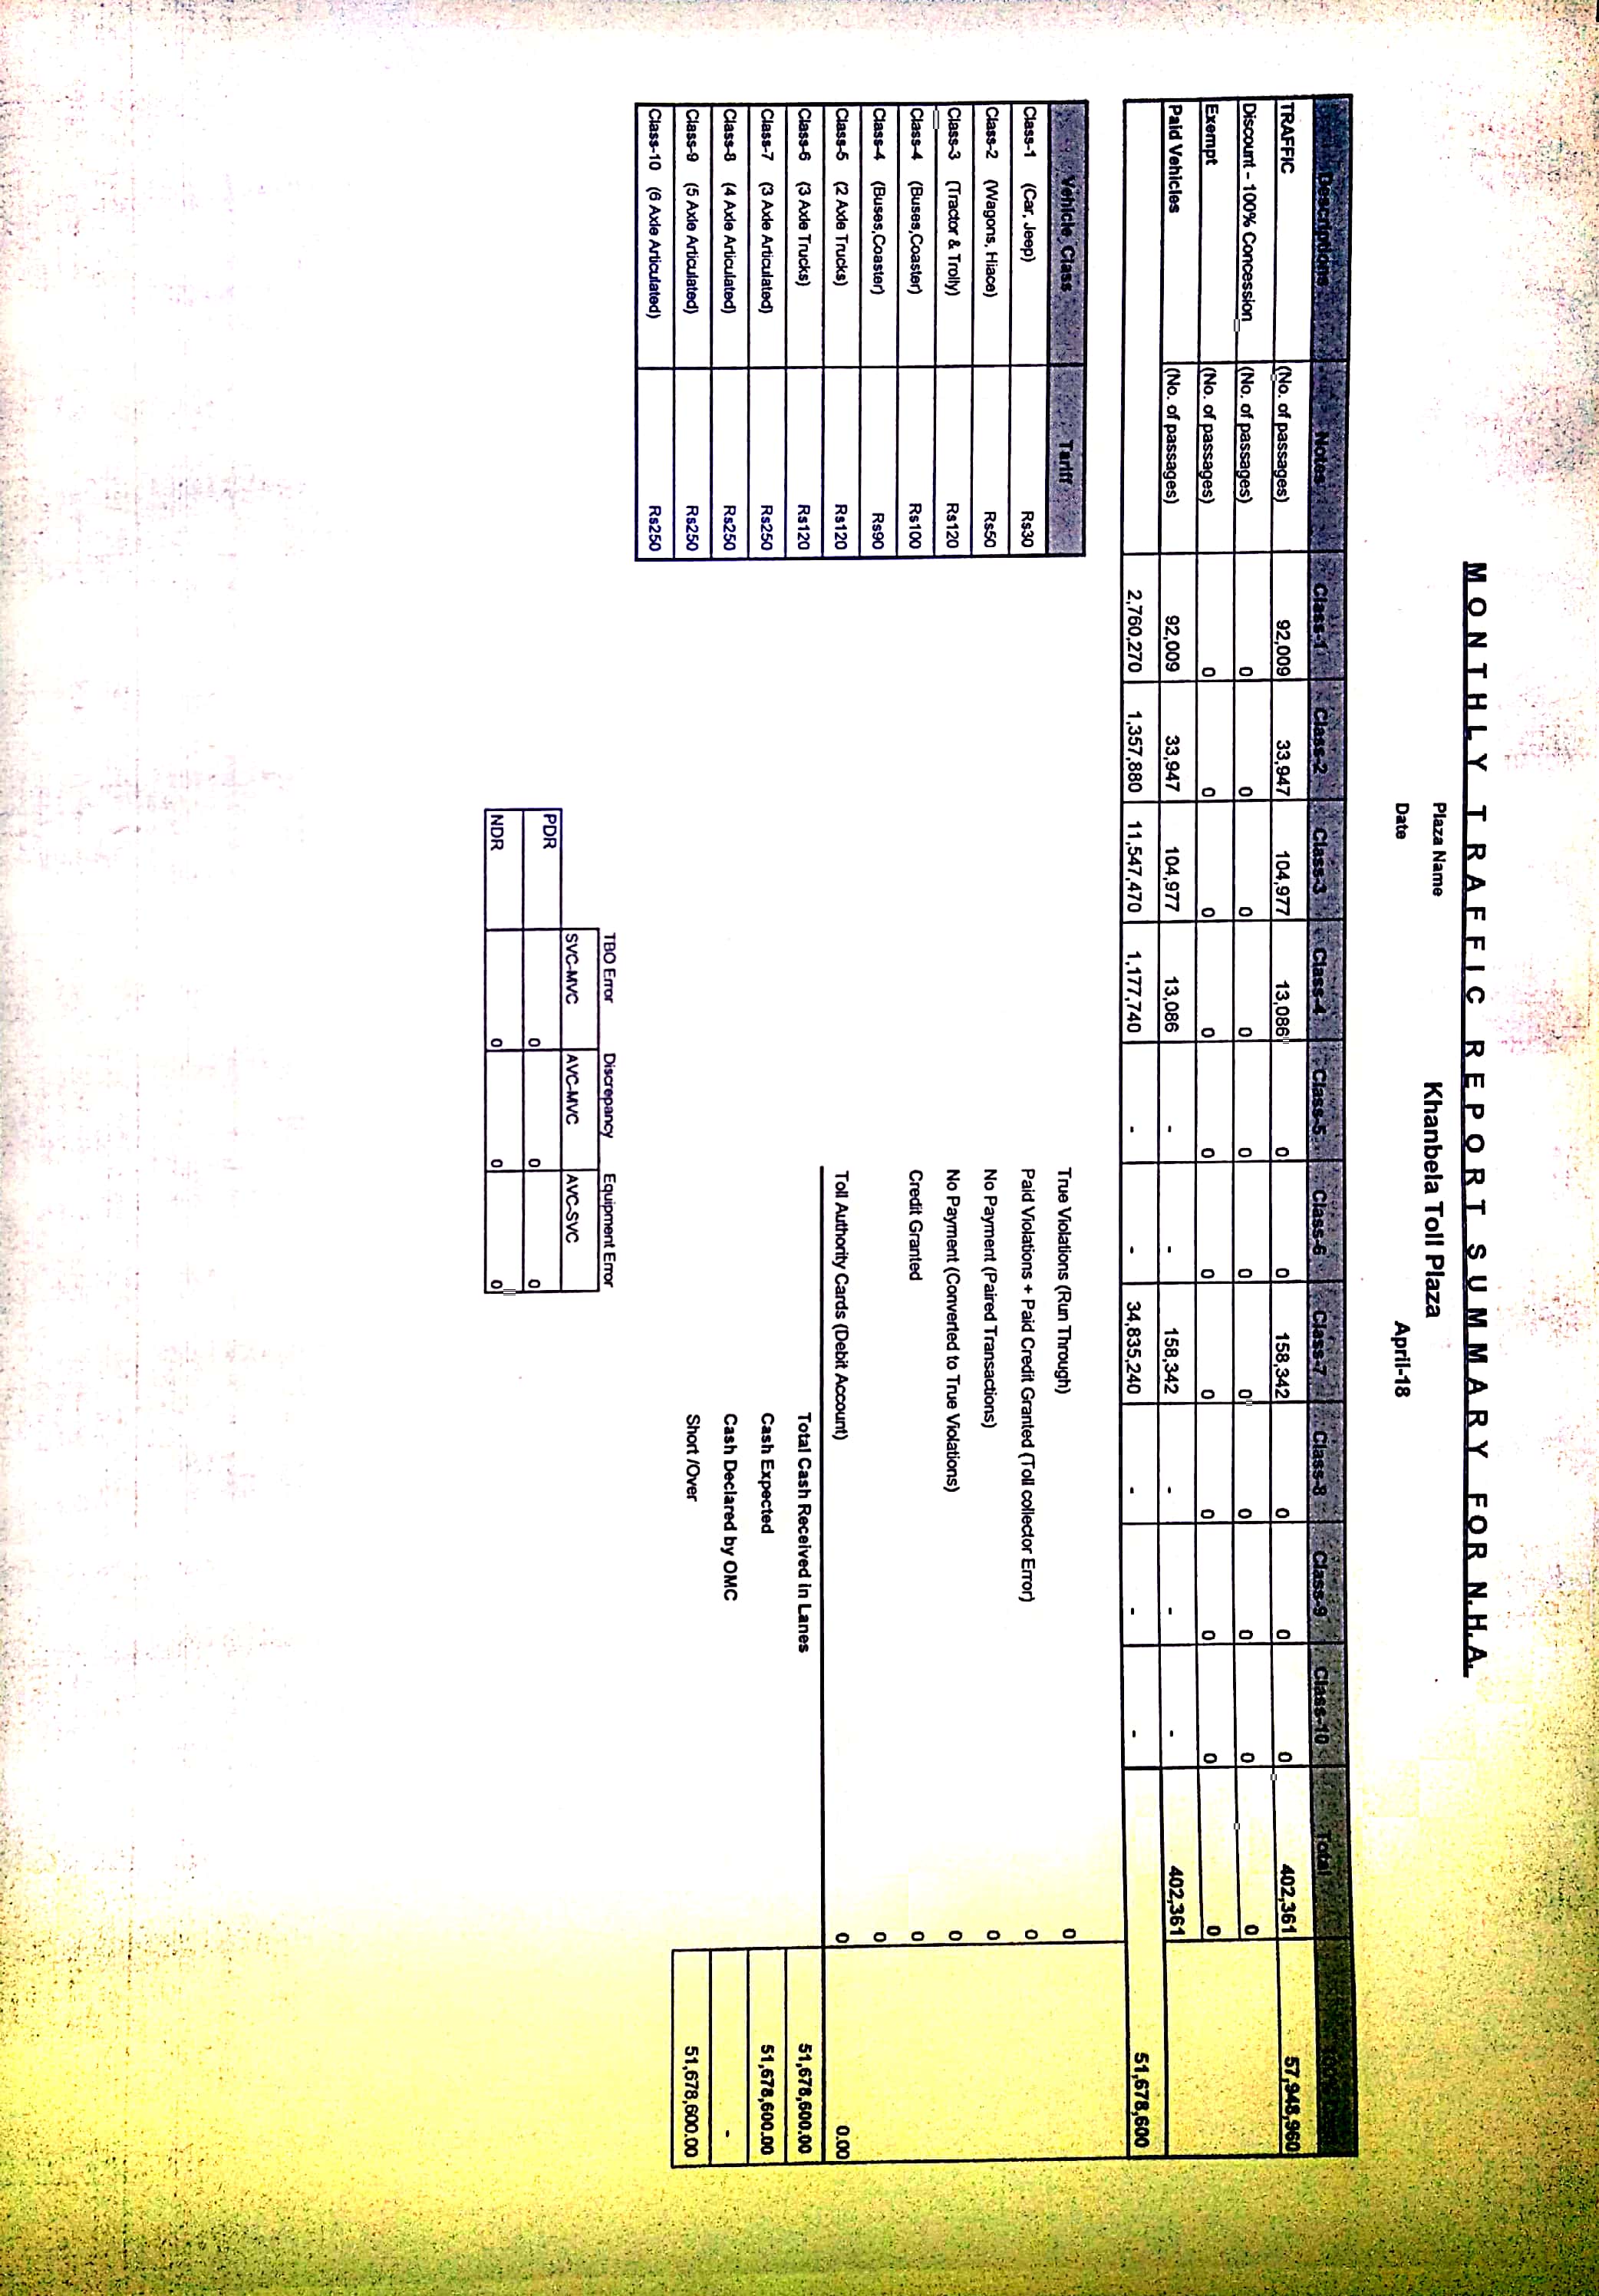 MONTHLY TRAFFIC REPORT SUMMARY FOR N.H.A.
Plaza Name Khanbela Toll Plaza
Date April-18
Descriptions Notes Class-1 Class-2 Class-3 Class-4 Class-5 Class-6 Class-7 Class-8 Class-9 Class-10 Total
TRAFFIC (No. of passages) 92,009 33,947 104,977 13,086 0 0 158,342 0 0 0 402,361 57,948,960
Discount - 100% Concession (No. of passages) 0 0 0 0 0 0 0 0 0 0 0
Exempt (No. of passages) 0 0 0 0 0 0 0 0 0 0 0
Paid Vehicles (No. of passages) 92,009 33,947 104,977 13,086 - - 158,342 - - - 402,361
2,760,270 1,357,880 11,547,470 1,177,740 - - 34,835,240 - - - 51,678,600
Vehicle Class Tariff
Class-1 (Car, Jeep) Rs30
Class-2 (Wagons, Hiace) Rs50
Class-3 (Tractor & Trolly) Rs120
Class-4 (Buses,Coaster) Rs100
Class-4 (Buses,Coaster) Rs90
Class-5 (2 Axle Trucks) Rs120
Class-6 (3 Axle Trucks) Rs120
Class-7 (3 Axle Articulated) Rs250
Class-8 (4 Axle Articulated) Rs250
Class-9 (5 Axle Articulated) Rs250
Class-10 (6 Axle Articulated) Rs250
True Violations (Run Through) 0
Paid Violations + Paid Credit Granted (Toll collector Error) 0
No Payment (Paired Transactions) 0
No Payment (Converted to True Violations) 0
Credit Granted 0
0
Toll Authority Cards (Debit Account) 0 0.00
Total Cash Received in Lanes 51,678,600.00
Cash Expected 51,678,600.00
Cash Declared by OMC -
Short /Over 51,678,600.00
TBO Error Discrepancy Equipment Error
SVC-MVC AVC-MVC AVC-SVC
PDR 0 0 0
NDR 0 0 0